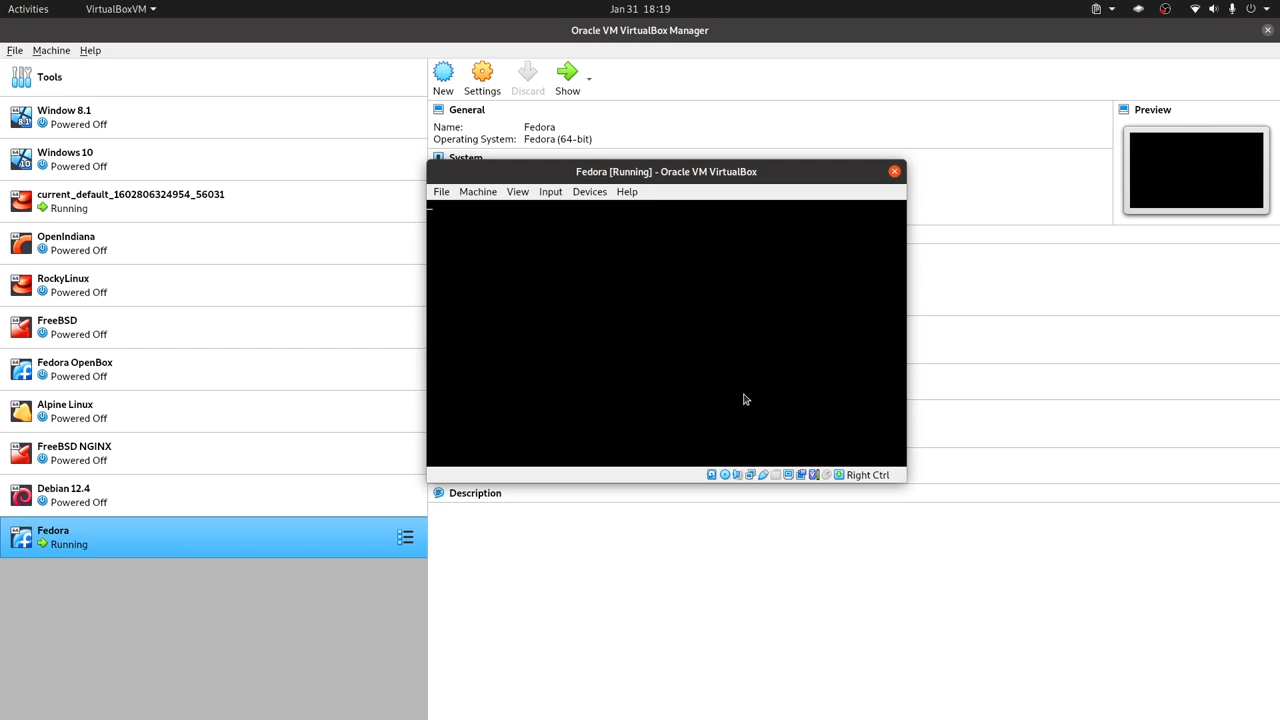 Activities VirtualBoxVM Jan 31 18:19
Oracle VM VirtualBox Manager
File Machine Help
Tools
Window 8.1
Powered Off
Windows 10
Powered Off
current_default_1602806324954_56031
Running
OpenIndiana
Powered Off
RockyLinux
Powered Off
FreeBSD
Powered Off
Fedora OpenBox
Powered Off
Alpine Linux
Powered Off
FreeBSD NGINX
Powered Off
Debian 12.4
Powered Off
Fedora
Running
New Settings Discard Show
General
Name: Fedora
Operating System: Fedora (64-bit)
System
Preview
Fedora [Running] - Oracle VM VirtualBox
File Machine View Input Devices Help
Right Ctrl
Description